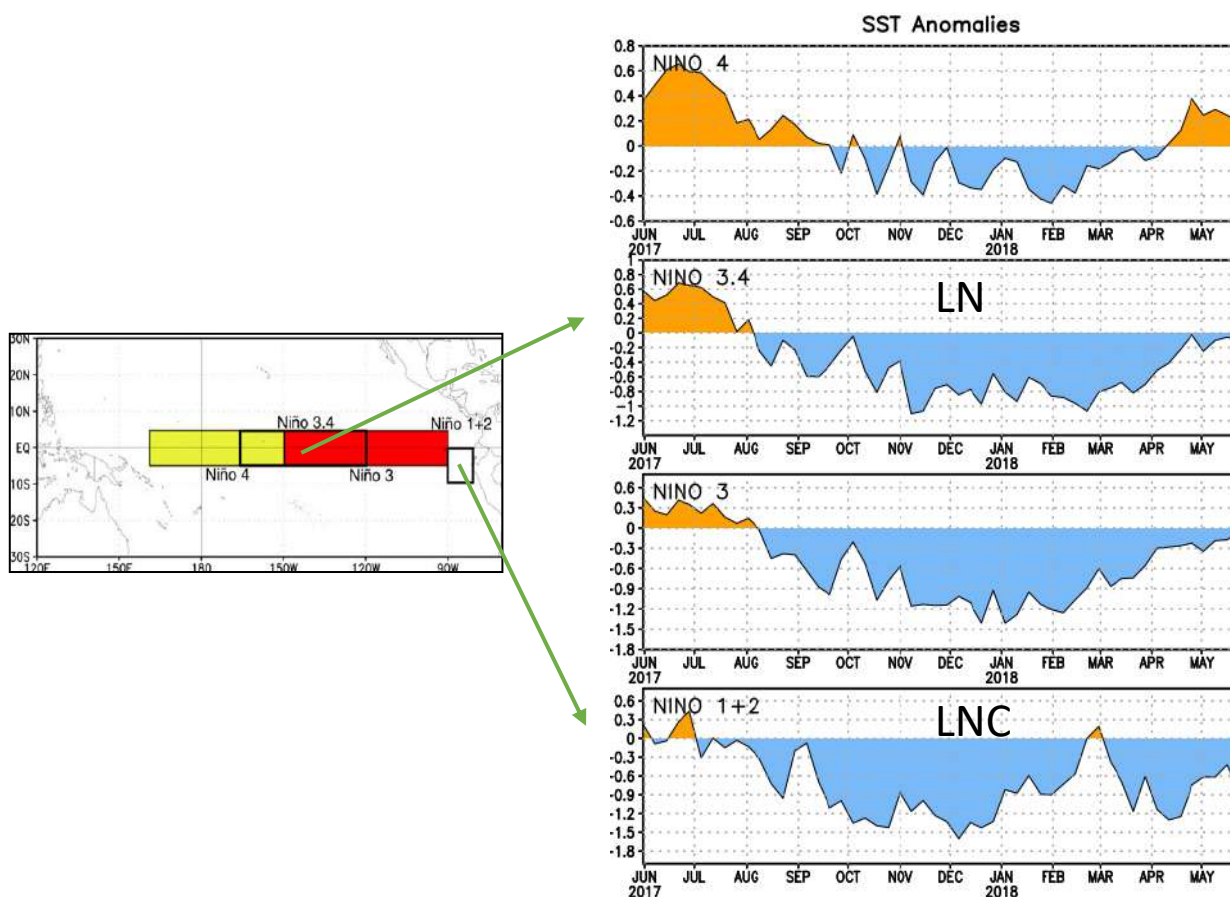 SST Anomalies
NINO 4
0.8
0.6
0.4
0.2
0
-0.2
-0.4
-0.6
JUN JUL AUG SEP OCT NOV DEC JAN FEB MAR APR MAY
2017 2018
NINO 3.4
LN
1
0.8
0.6
0.4
0.2
0
-0.2
-0.4
-0.6
-0.8
-1
-1.2
JUN JUL AUG SEP OCT NOV DEC JAN FEB MAR APR MAY
2017 2018
30N
20N
10N
EQ
10S
20S
30S
120E 150E 180 150W 120W 90W
Niño 3.4
Niño 1+2
Niño 4
Niño 3
NINO 3
0.6
0.3
0
-0.3
-0.6
-0.9
-1.2
-1.5
-1.8
JUN JUL AUG SEP OCT NOV DEC JAN FEB MAR APR MAY
2017 2018
NINO 1+2
LNC
0.6
0.3
0
-0.3
-0.6
-0.9
-1.2
-1.5
-1.8
JUN JUL AUG SEP OCT NOV DEC JAN FEB MAR APR MAY
2017 2018